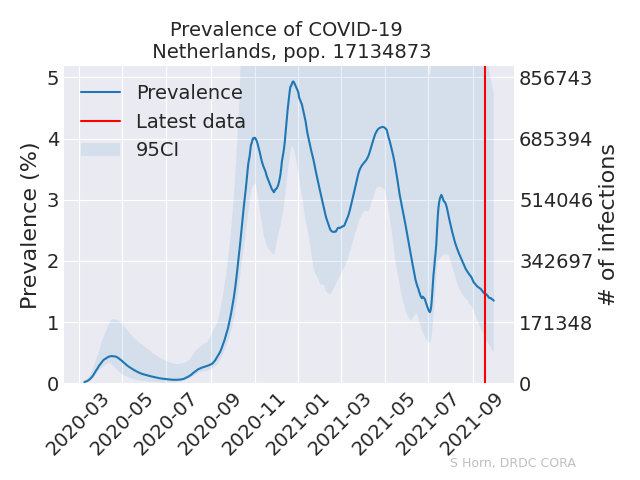 Prevalence of COVID-19
Netherlands, pop. 17134873
Prevalence
Latest data
95CI
Prevalence (%)
5
4
3
2
1
0
856743
685394
514046
342697
171348
0
# of infections
2020-03
2020-05
2020-07
2020-09
2020-11
2021-01
2021-03
2021-05
2021-07
2021-09
S Horn, DRDC CORA